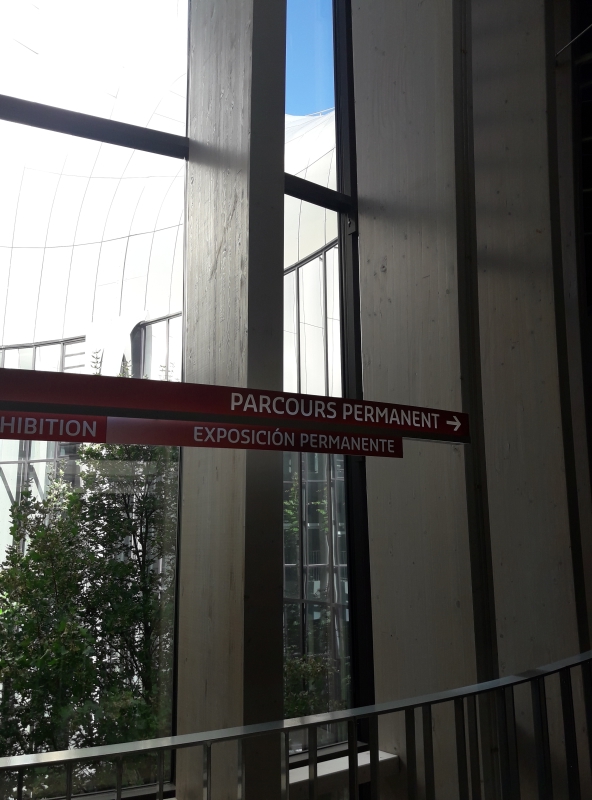 PARCOURS PERMANENT →
HIBITION EXPOSICIÓN PERMANENTE